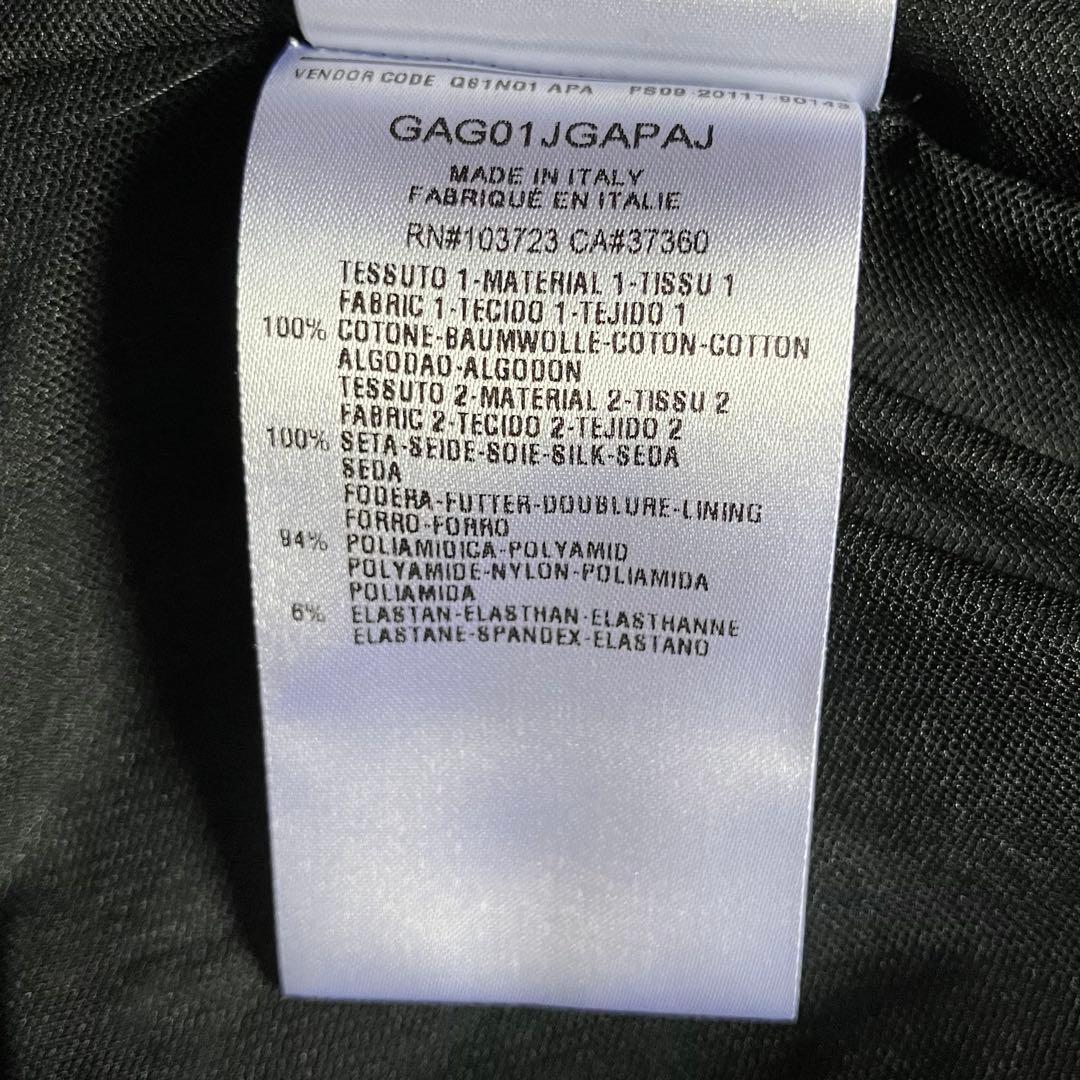 VENDOR CODE Q61N01 APA PS09 20111 90143
GAG01JGAPAJ
MADE IN ITALY
FABRIQUÉ EN ITALIE
RN#103723 CA#37360
TESSUTO 1-MATERIAL 1-TISSU 1
FABRIC 1-TECIDO 1-TEJIDO 1
100% COTONE-BAUMWOLLE-COTON-COTTON
ALGODAO-ALGODON
TESSUTO 2-MATERIAL 2-TISSU 2
FABRIC 2-TECIDO 2-TEJIDO 2
100% SETA-SEIDE-SOIE-SILK-SEDA
SEDA
FODERA-FUTTER-DOUBLURE-LINING
FORRO-FORRO
94% POLIAMIDICA-POLYAMID
POLYAMIDE-NYLON-POLIAMIDA
POLIAMIDA
6% ELASTAN-ELASTHAN-ELASTHANNE
ELASTANE-SPANDEX-ELASTANO